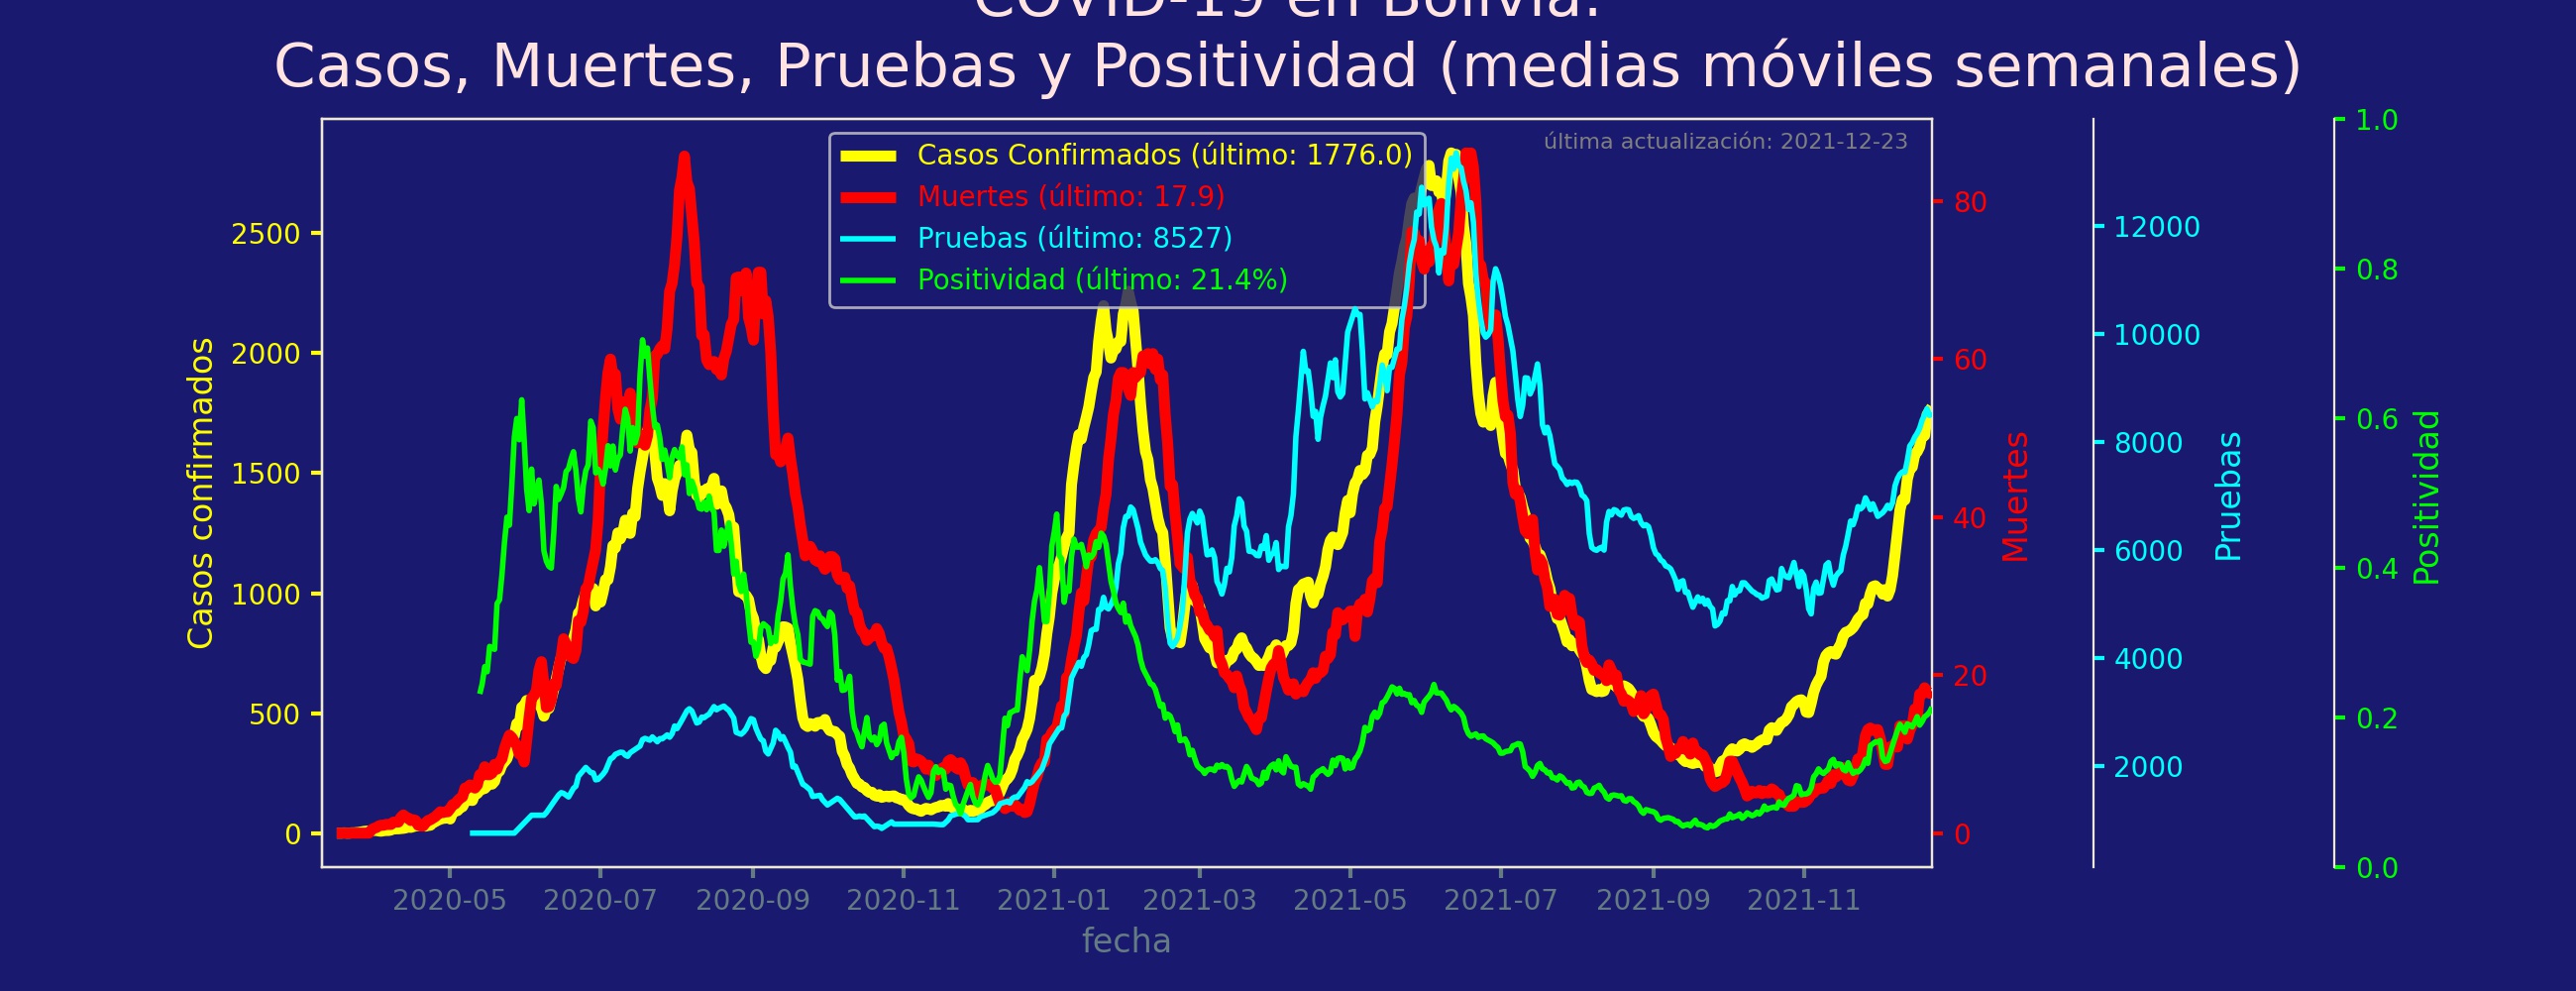 COVID-19 en Bolivia:
Casos, Muertes, Pruebas y Positividad (medias móviles semanales)
última actualización: 2021-12-23
Casos Confirmados (último: 1776.0)
Muertes (último: 17.9)
Pruebas (último: 8527)
Positividad (último: 21.4%)
Casos confirmados
2500
2000
1500
1000
500
0
80
60
40
20
0
Muertes
12000
10000
8000
6000
4000
2000
Pruebas
1.0
0.8
0.6
0.4
0.2
0.0
Positividad
2020-05 2020-07 2020-09 2020-11 2021-01 2021-03 2021-05 2021-07 2021-09 2021-11
fecha